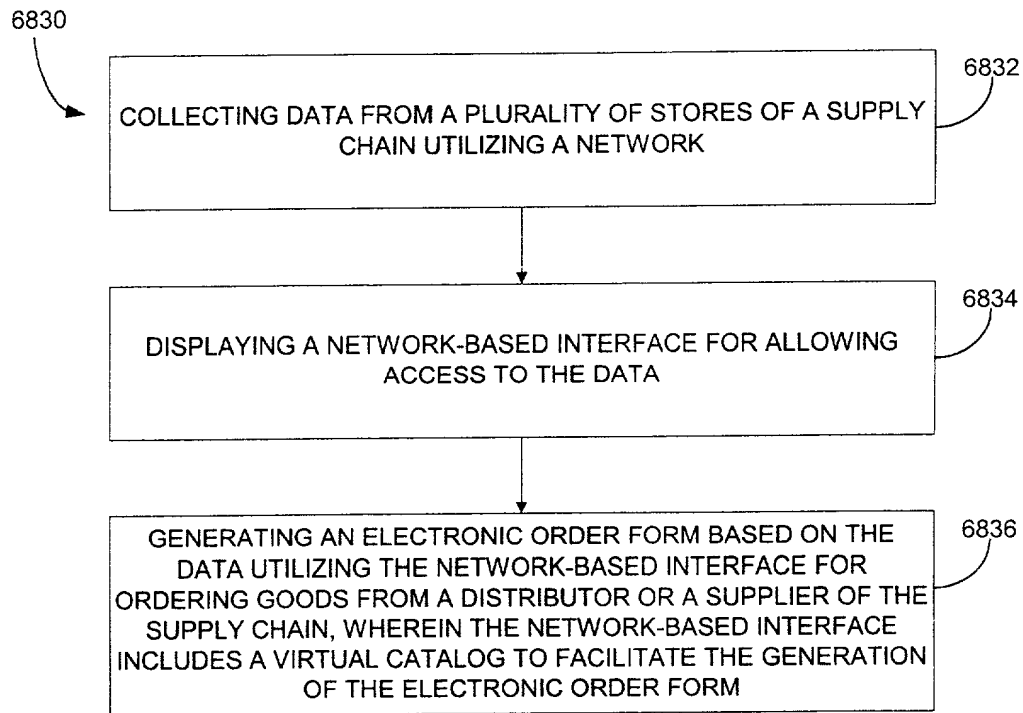 6830
6832
COLLECTING DATA FROM A PLURALITY OF STORES OF A SUPPLY
CHAIN UTILIZING A NETWORK
6834
DISPLAYING A NETWORK-BASED INTERFACE FOR ALLOWING
ACCESS TO THE DATA
6836
GENERATING AN ELECTRONIC ORDER FORM BASED ON THE
DATA UTILIZING THE NETWORK-BASED INTERFACE FOR
ORDERING GOODS FROM A DISTRIBUTOR OR A SUPPLIER OF THE
SUPPLY CHAIN, WHEREIN THE NETWORK-BASED INTERFACE
INCLUDES A VIRTUAL CATALOG TO FACILITATE THE GENERATION
OF THE ELECTRONIC ORDER FORM